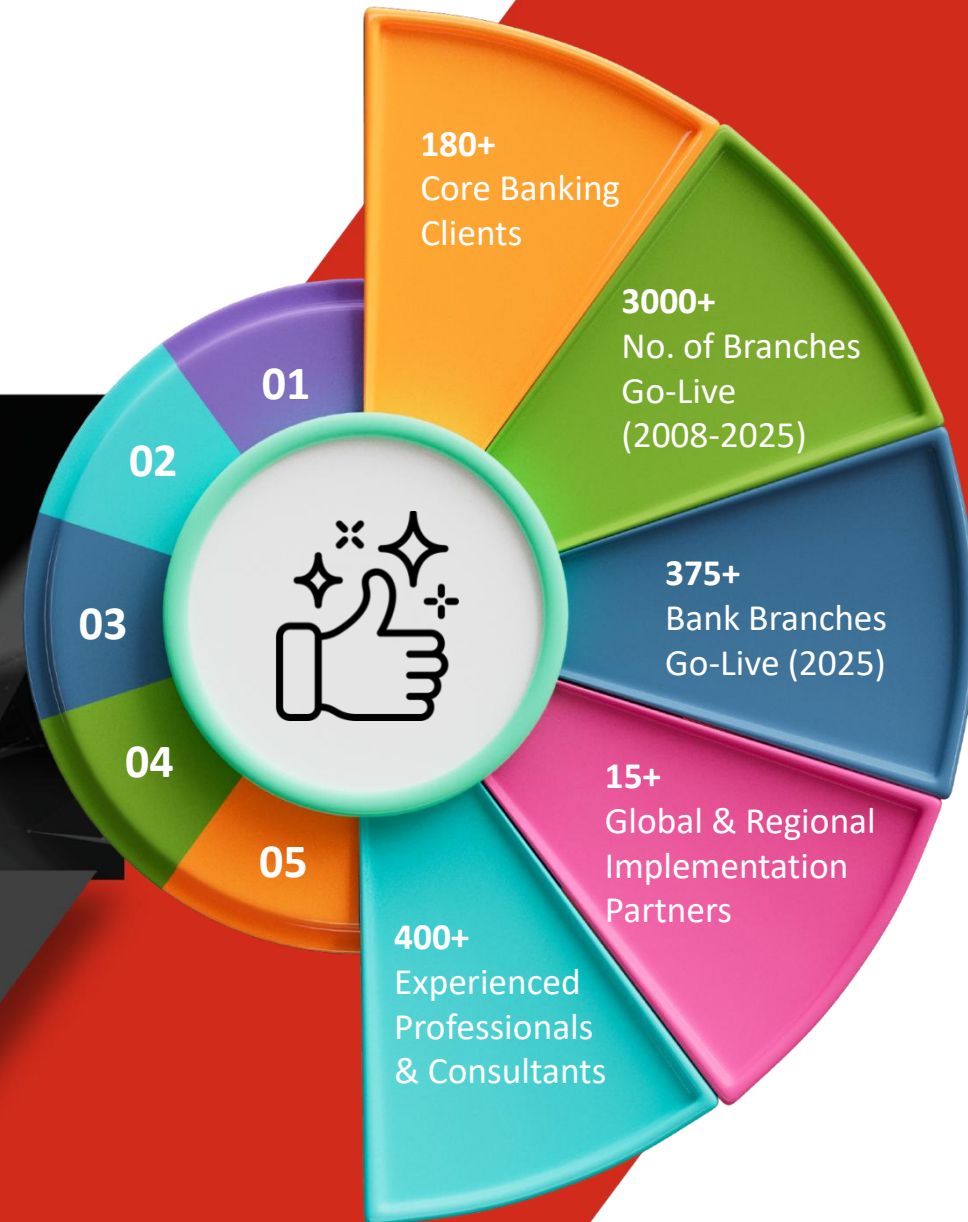 180+
Core Banking
Clients
3000+
No. of Branches
Go-Live
(2008-2025)
375+
Bank Branches
Go-Live (2025)
15+
Global & Regional
Implementation
Partners
400+
Experienced
Professionals
& Consultants
01
02
03
04
05